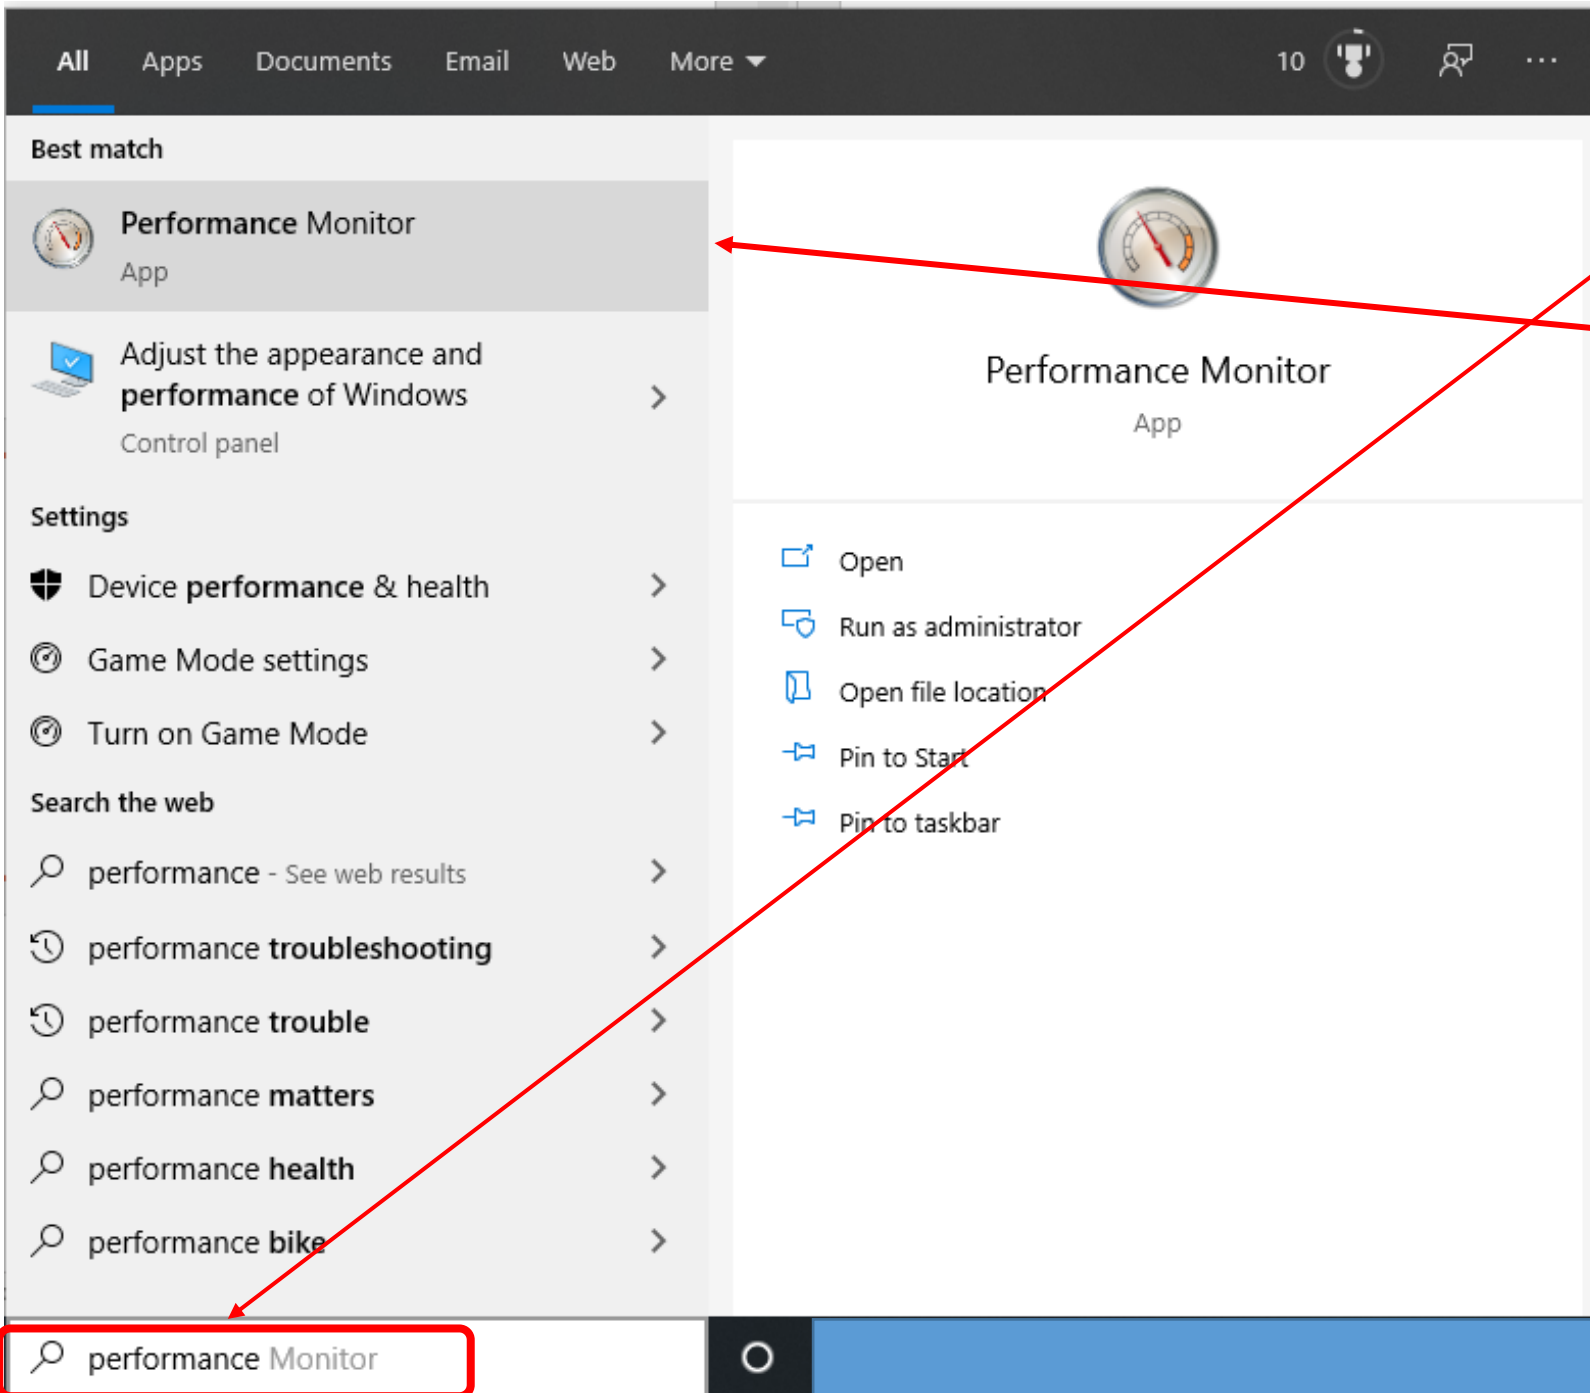 All Apps Documents Email Web More 10
Best match
Performance Monitor
App
Adjust the appearance and
performance of Windows
Control panel
Settings
Device performance & health
Game Mode settings
Turn on Game Mode
Search the web
performance - See web results
performance troubleshooting
performance trouble
performance matters
performance health
performance bike
performance Monitor
Performance Monitor
App
Open
Run as administrator
Open file location
Pin to Start
Pin to taskbar